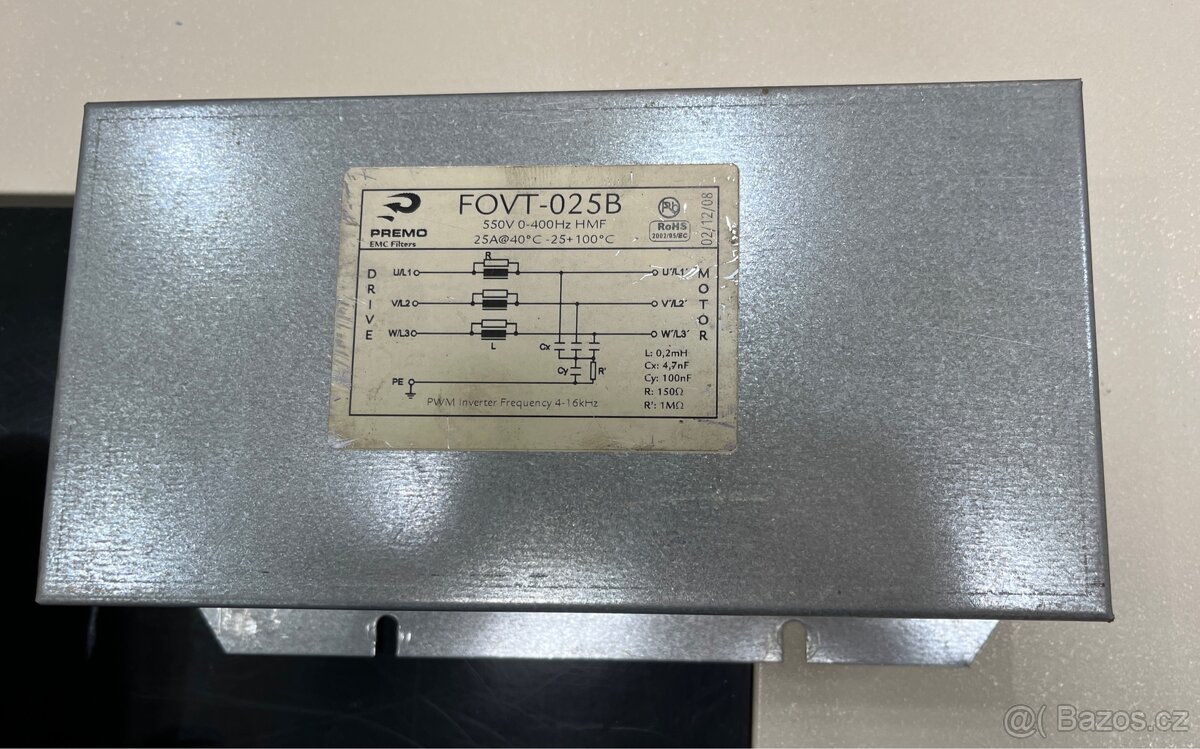 PREMO
EMC Filters
FOVT-025B
550V 0-400Hz HMF
25A@40°C -25+100°C
Pb
RoHS
2002/95/EC
02/12/08
DRIVE
MOTOR
R
U/L1
U'/L1'
V/L2
V'/L2'
W/L3
W'/L3'
L
Cx
Cy
R'
PE
L: 0,2mH
Cx: 4,7nF
Cy: 100nF
R: 150Ω
R': 1MΩ
PWM Inverter Frequency 4-16kHz
@( Bazos.cz